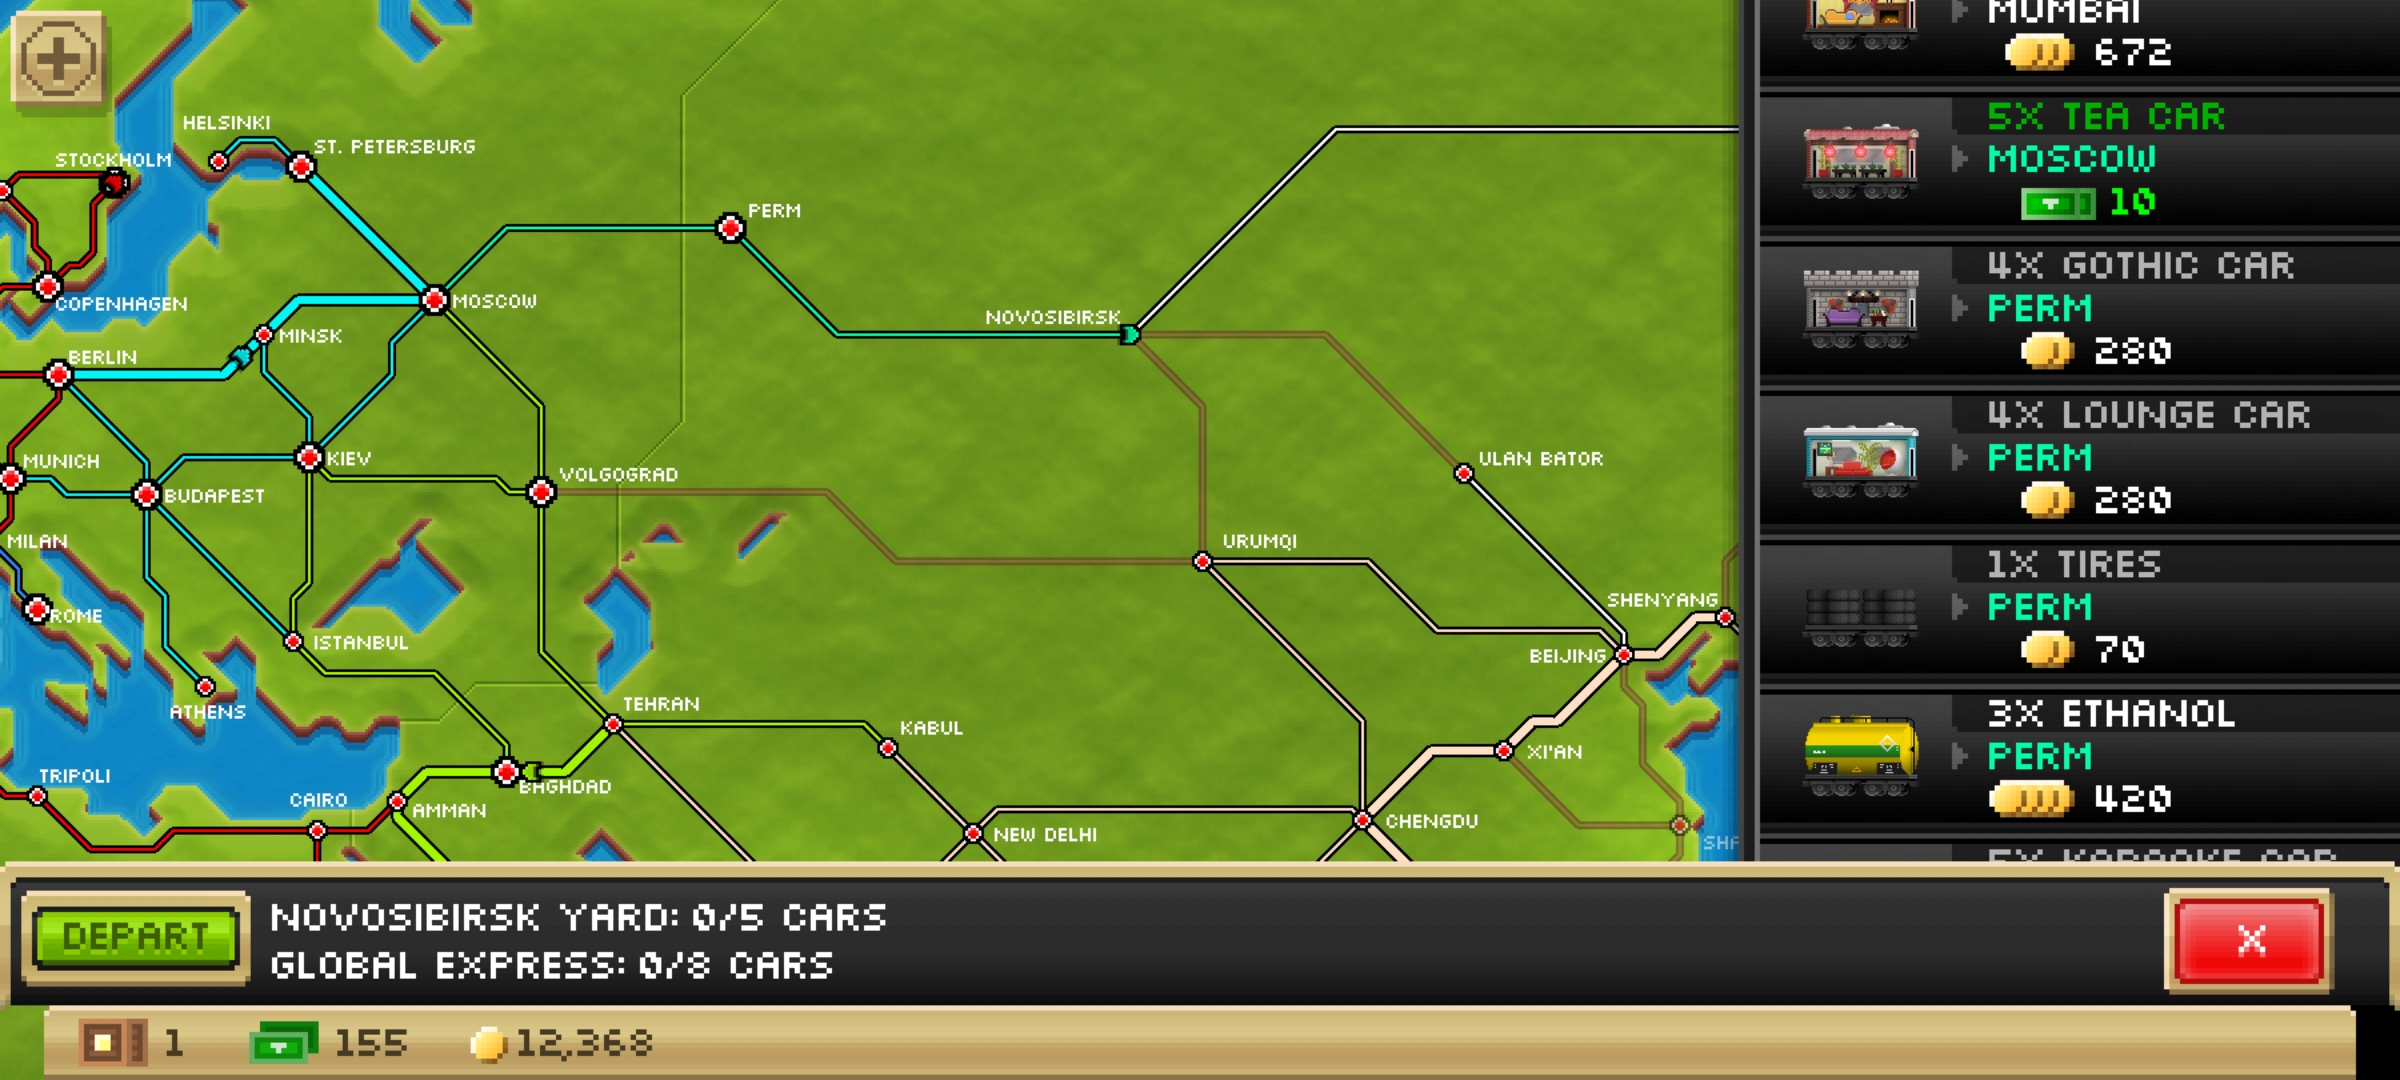 HELSINKI
ST. PETERSBURG
STOCKHOLM
PERM
COPENHAGEN
MOSCOW
NOVOSIBIRSK
MINSK
BERLIN
MUNICH
KIEV
ULAN BATOR
VOLGOGRAD
BUDAPEST
MILAN
URUMQI
ROME
ISTANBUL
SHENYANG
BEIJING
ATHENS
TEHRAN
KABUL
XI'AN
TRIPOLI
BAGHDAD
CAIRO
AMMAN
CHENGDU
NEW DELHI
MUMBAI
672
5X TEA CAR
MOSCOW
10
4X GOTHIC CAR
PERM
280
4X LOUNGE CAR
PERM
280
1X TIRES
PERM
70
3X ETHANOL
PERM
420
5X KARAOKE CAR
DEPART
NOVOSIBIRSK YARD: 0/5 CARS
GLOBAL EXPRESS: 0/8 CARS
X
1
155
12,368